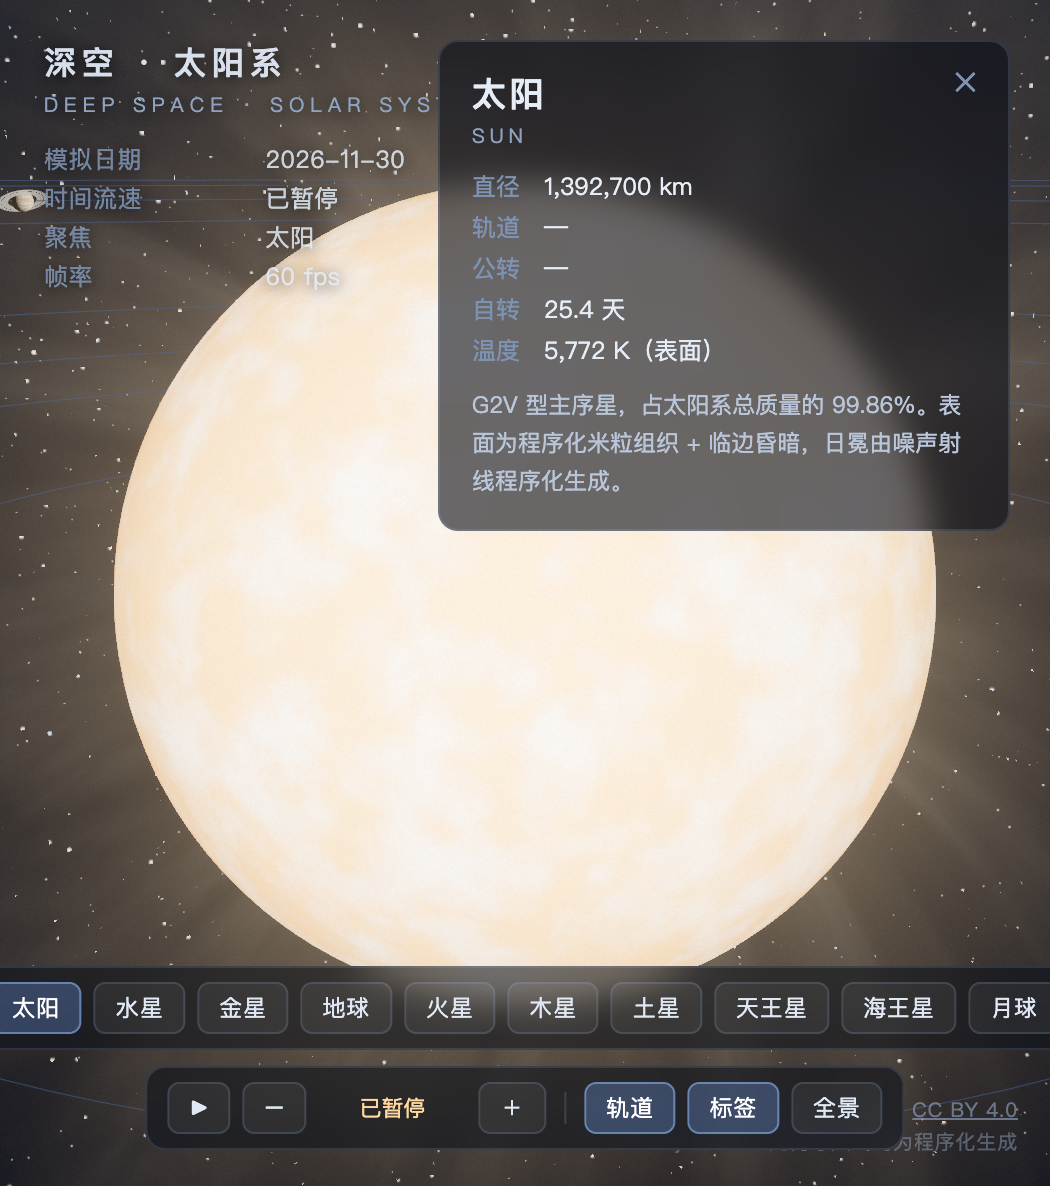 深空 · 太阳系
DEEP SPACE · SOLAR SYS
模拟日期 2026-11-30
时间流速 已暂停
聚焦 太阳
帧率 60 fps
太阳
SUN
直径 1,392,700 km
轨道 —
公转 —
自转 25.4 天
温度 5,772 K（表面）
G2V 型主序星，占太阳系总质量的 99.86%。表
面为程序化米粒组织 + 临边昏暗，日冕由噪声射
线程序化生成。
太阳 水星 金星 地球 火星 木星 土星 天王星 海王星 月球
已暂停 轨道 标签 全景
CC BY 4.0
为程序化生成